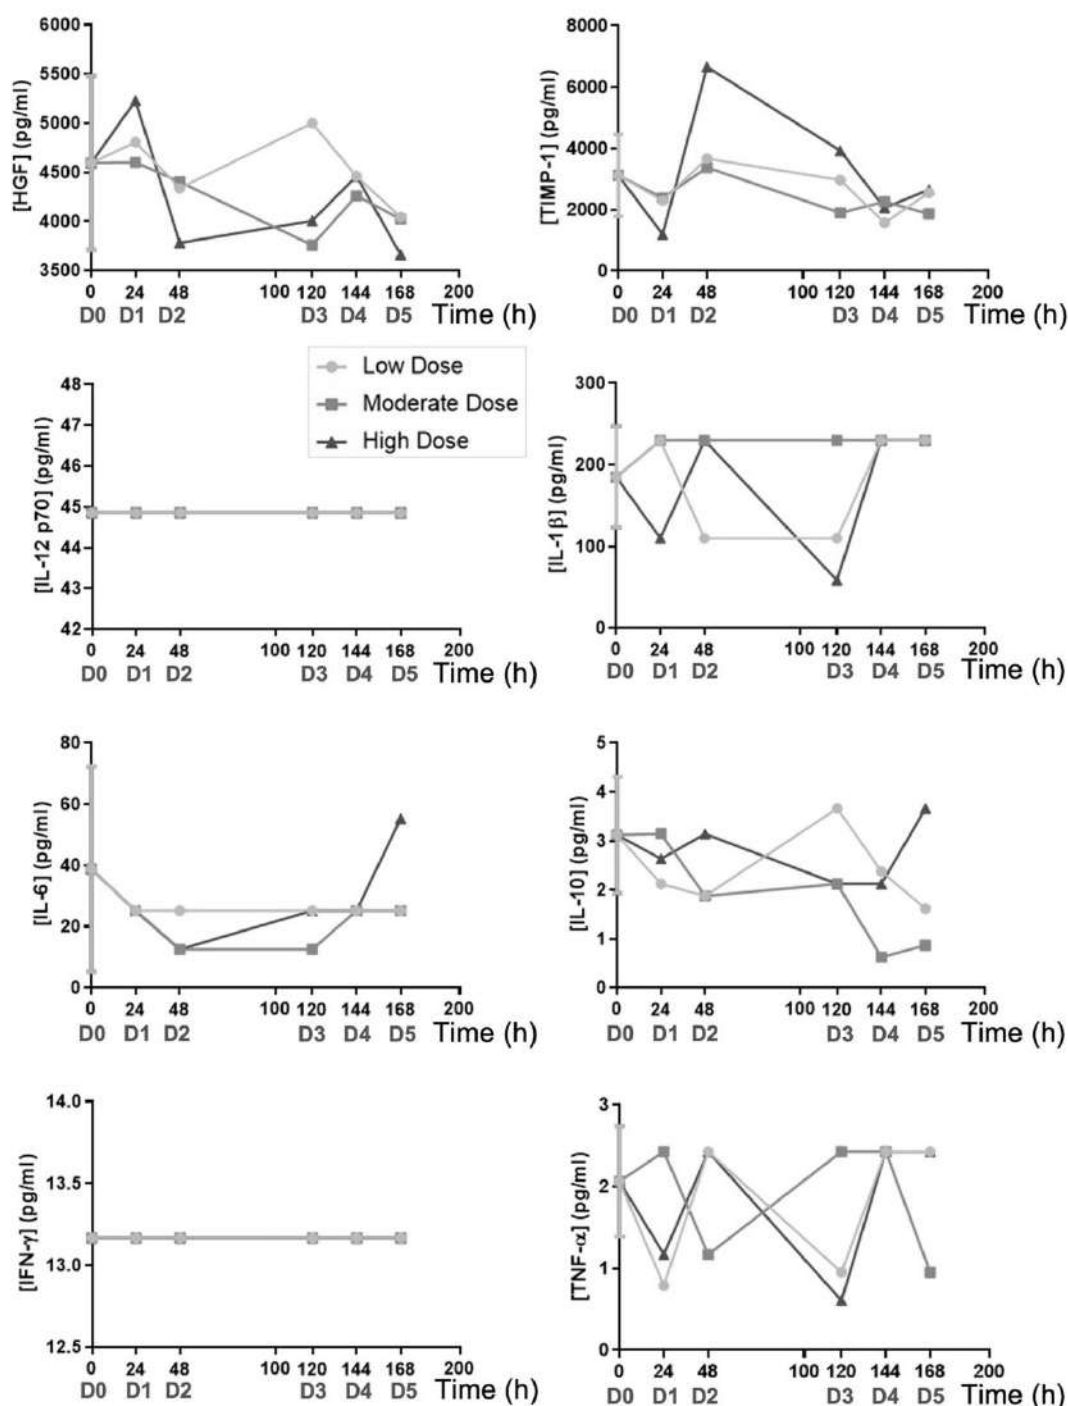 [HGF] (pg/ml)
6000
5500
5000
4500
4000
3500
0 24 48 100 120 144 168 200
D0 D1 D2 D3 D4 D5 Time (h)
[TIMP-1] (pg/ml)
8000
6000
4000
2000
0
0 24 48 100 120 144 168 200
D0 D1 D2 D3 D4 D5 Time (h)
Low Dose
Moderate Dose
High Dose
[IL-12 p70] (pg/ml)
48
47
46
45
44
43
42
0 24 48 100 120 144 168 200
D0 D1 D2 D3 D4 D5 Time (h)
[IL-1β] (pg/ml)
300
200
100
0
0 24 48 100 120 144 168 200
D0 D1 D2 D3 D4 D5 Time (h)
[IL-6] (pg/ml)
80
60
40
20
0
0 24 48 100 120 144 168 200
D0 D1 D2 D3 D4 D5 Time (h)
[IL-10] (pg/ml)
5
4
3
2
1
0
0 24 48 100 120 144 168 200
D0 D1 D2 D3 D4 D5 Time (h)
[IFN-γ] (pg/ml)
14.0
13.5
13.0
12.5
0 24 48 100 120 144 168 200
D0 D1 D2 D3 D4 D5 Time (h)
[TNF-α] (pg/ml)
3
2
1
0
0 24 48 100 120 144 168 200
D0 D1 D2 D3 D4 D5 Time (h)